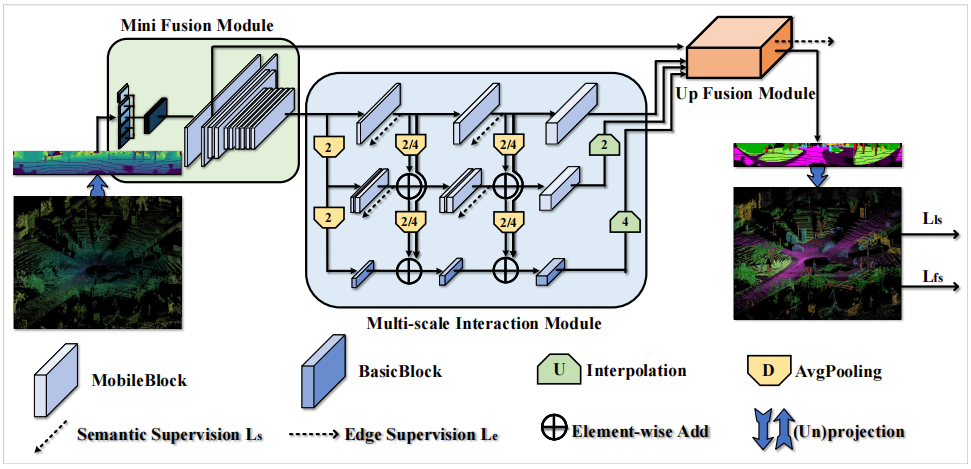 Mini Fusion Module
Up Fusion Module
2
2/4
2/4
2
2
2/4
2/4
4
Lls
Lfs
Multi-scale Interaction Module
MobileBlock
BasicBlock
U
Interpolation
D
AvgPooling
Semantic Supervision Ls
Edge Supervision Le
Element-wise Add
(Un)projection